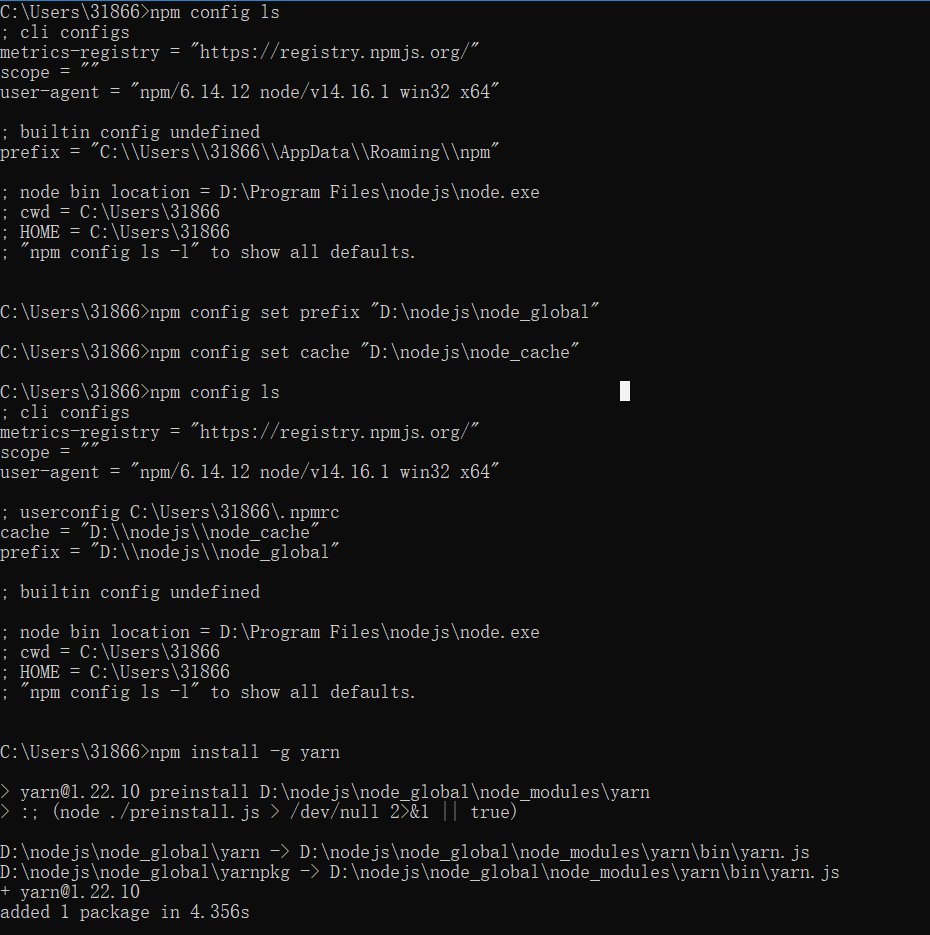 C:\Users\31866>npm config ls
; cli configs
metrics-registry = "https://registry.npmjs.org/"
scope = ""
user-agent = "npm/6.14.12 node/v14.16.1 win32 x64"
; builtin config undefined
prefix = "C:\\Users\\31866\\AppData\\Roaming\\npm"
; node bin location = D:\Program Files\nodejs\node.exe
; cwd = C:\Users\31866
; HOME = C:\Users\31866
; "npm config ls -l" to show all defaults.
C:\Users\31866>npm config set prefix "D:\nodejs\node_global"
C:\Users\31866>npm config set cache "D:\nodejs\node_cache"
C:\Users\31866>npm config ls
; cli configs
metrics-registry = "https://registry.npmjs.org/"
scope = ""
user-agent = "npm/6.14.12 node/v14.16.1 win32 x64"
; userconfig C:\Users\31866\.npmrc
cache = "D:\\nodejs\\node_cache"
prefix = "D:\\nodejs\\node_global"
; builtin config undefined
; node bin location = D:\Program Files\nodejs\node.exe
; cwd = C:\Users\31866
; HOME = C:\Users\31866
; "npm config ls -l" to show all defaults.
C:\Users\31866>npm install -g yarn
> yarn@1.22.10 preinstall D:\nodejs\node_global\node_modules\yarn
> :; (node ./preinstall.js > /dev/null 2>&1 || true)
D:\nodejs\node_global\yarn -> D:\nodejs\node_global\node_modules\yarn\bin\yarn.js
D:\nodejs\node_global\yarnpkg -> D:\nodejs\node_global\node_modules\yarn\bin\yarn.js
+ yarn@1.22.10
added 1 package in 4.356s